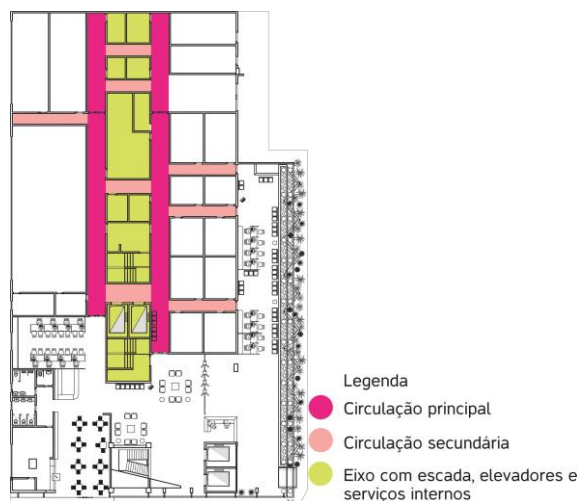 Legenda
Circulação principal
Circulação secundária
Eixo com escada, elevadores e
serviços internos